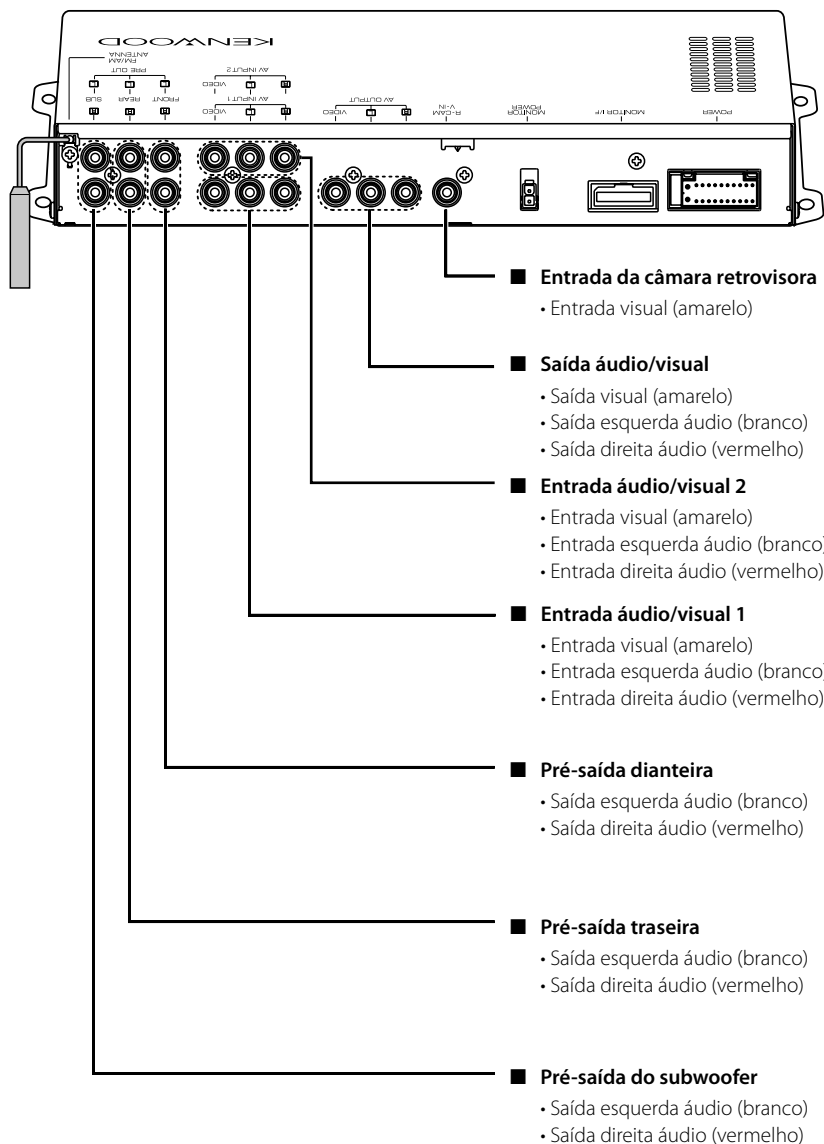 KENWOOD
FM/AM
ANTENNA
PRE OUT
SUB
REAR
FRONT
AV INPUT2
VIDEO
AV INPUT1
VIDEO
AV OUTPUT
VIDEO
R-CAM
V-IN
MONITOR
POWER
MONITOR I/F
POWER
■ Entrada da câmara retrovisora
• Entrada visual (amarelo)
■ Saída áudio/visual
• Saída visual (amarelo)
• Saída esquerda áudio (branco)
• Saída direita áudio (vermelho)
■ Entrada áudio/visual 2
• Entrada visual (amarelo)
• Entrada esquerda áudio (branco)
• Entrada direita áudio (vermelho)
■ Entrada áudio/visual 1
• Entrada visual (amarelo)
• Entrada esquerda áudio (branco)
• Entrada direita áudio (vermelho)
■ Pré-saída dianteira
• Saída esquerda áudio (branco)
• Saída direita áudio (vermelho)
■ Pré-saída traseira
• Saída esquerda áudio (branco)
• Saída direita áudio (vermelho)
■ Pré-saída do subwoofer
• Saída esquerda áudio (branco)
• Saída direita áudio (vermelho)